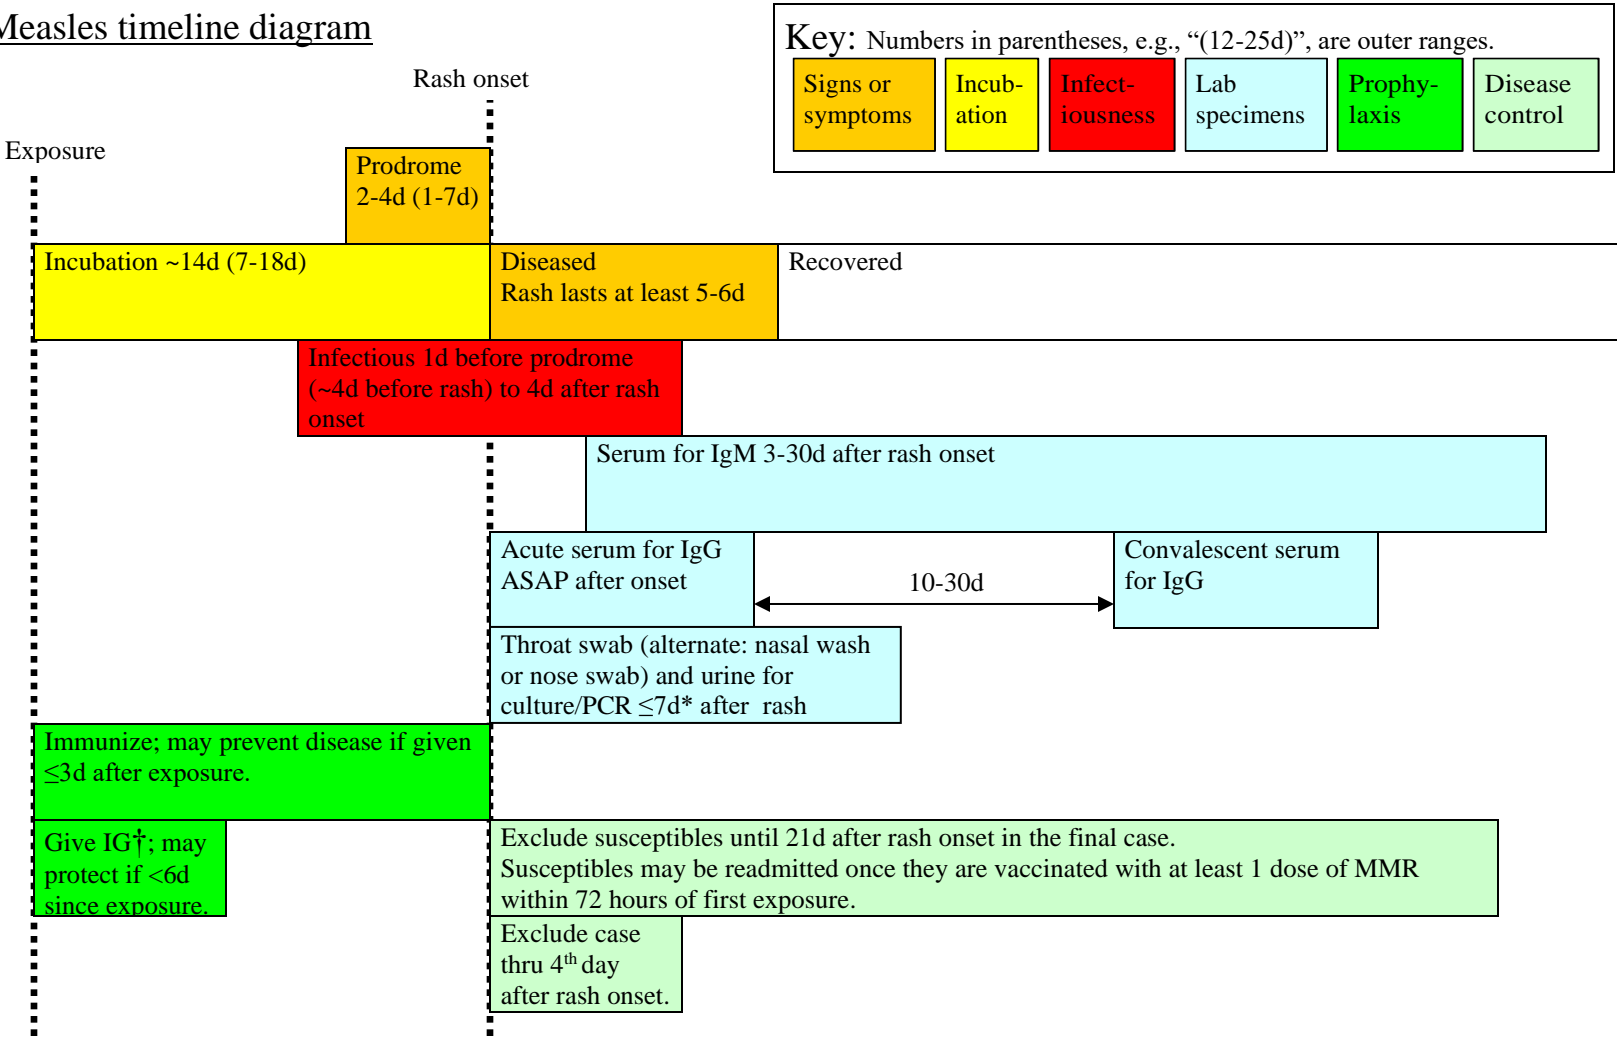 Measles timeline diagram
Key: Numbers in parentheses, e.g., “(12-25d)”, are outer ranges.
Signs or
symptoms
Incub-
ation
Infect-
iousness
Lab
specimens
Prophy-
laxis
Disease
control
Rash onset
Exposure
Prodrome
2-4d (1-7d)
Incubation ~14d (7-18d)
Diseased
Rash lasts at least 5-6d
Recovered
Infectious 1d before prodrome
(~4d before rash) to 4d after rash
onset
Serum for IgM 3-30d after rash onset
Acute serum for IgG
ASAP after onset
10-30d
Convalescent serum
for IgG
Throat swab (alternate: nasal wash
or nose swab) and urine for
culture/PCR ≤7d* after rash
Immunize; may prevent disease if given
≤3d after exposure.
Give IG†; may
protect if <6d
since exposure.
Exclude susceptibles until 21d after rash onset in the final case.
Susceptibles may be readmitted once they are vaccinated with at least 1 dose of MMR
within 72 hours of first exposure.
Exclude case
thru 4th day
after rash onset.